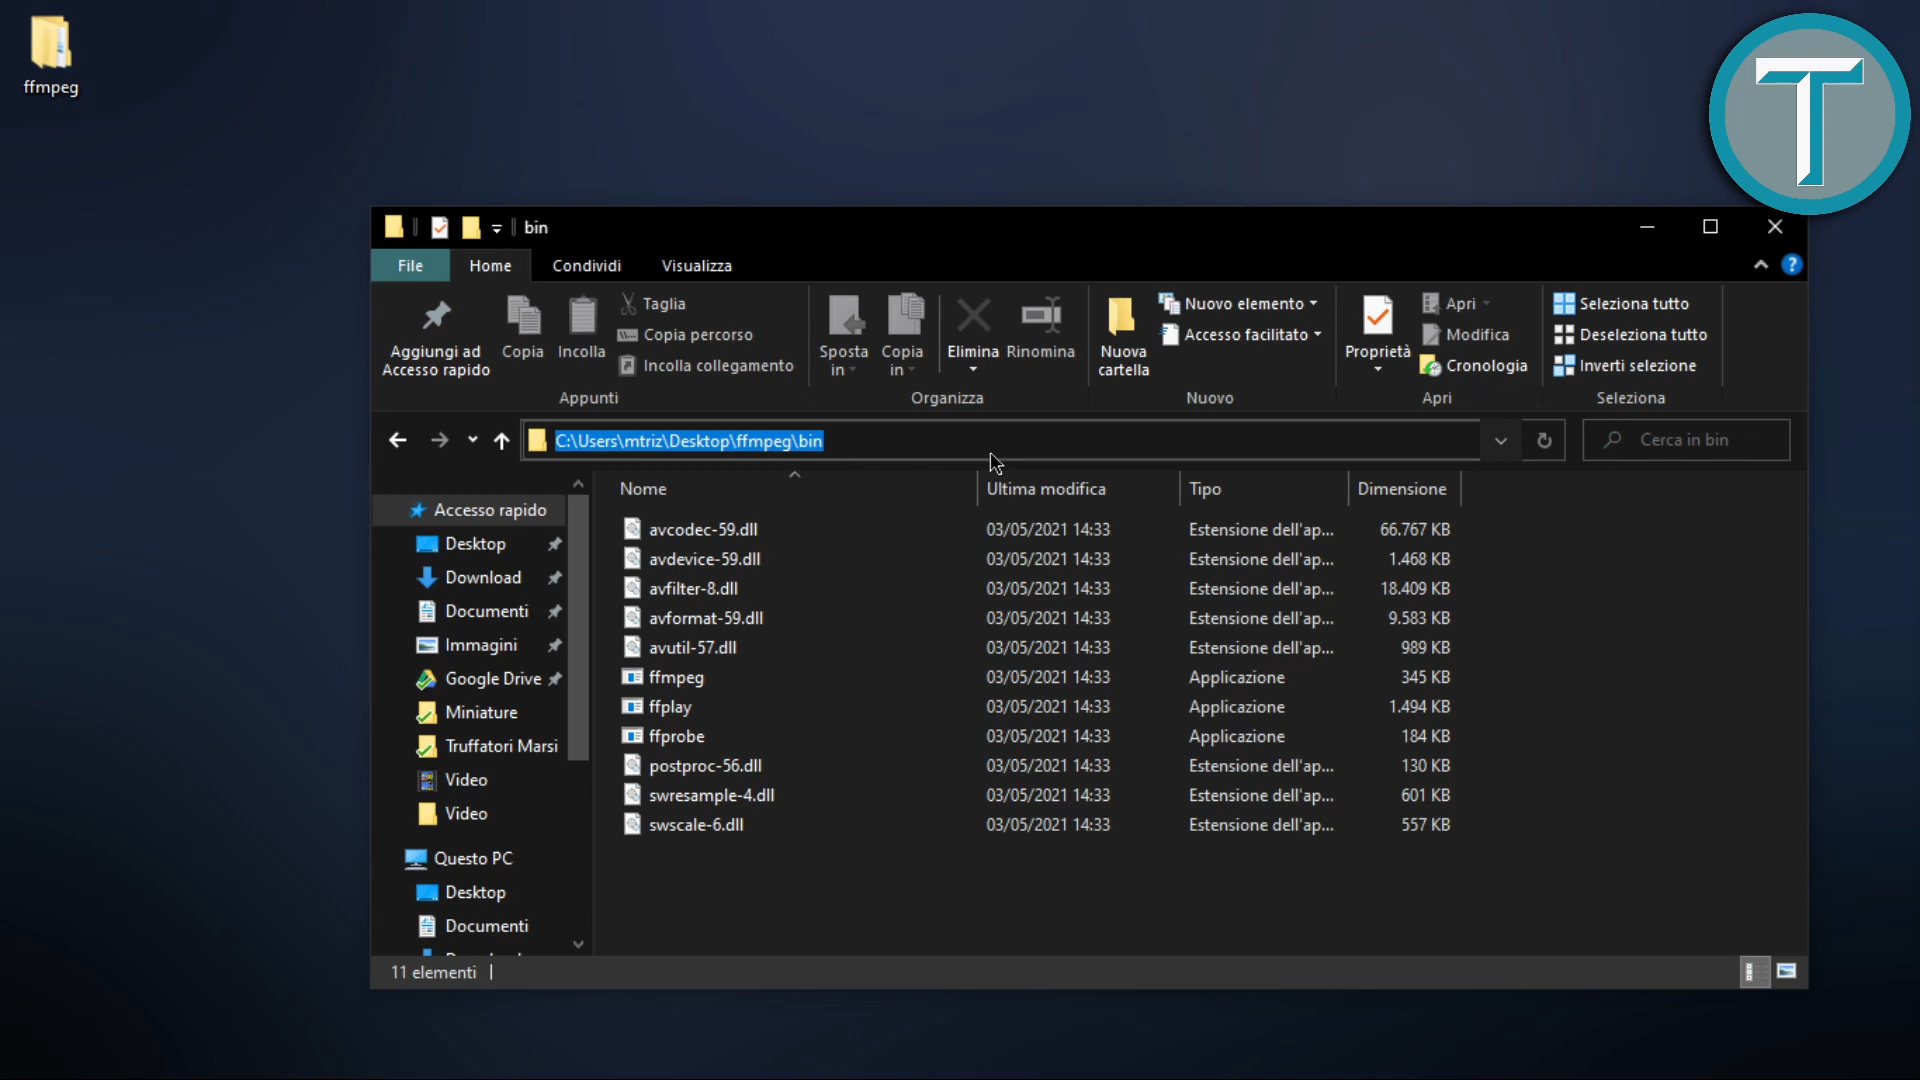 ffmpeg
T
bin
File Home Condividi Visualizza
Aggiungi ad
Accesso rapido
Copia
Incolla
Taglia
Copia percorso
Incolla collegamento
Appunti
Sposta
in
Copia
in
Elimina
Rinomina
Organizza
Nuova
cartella
Nuovo elemento
Accesso facilitato
Nuovo
Proprietà
Apri
Modifica
Cronologia
Apri
Seleziona tutto
Deseleziona tutto
Inverti selezione
Seleziona
C:\Users\mtriz\Desktop\ffmpeg\bin
Cerca in bin
Accesso rapido
Desktop
Download
Documenti
Immagini
Google Drive
Miniature
Truffatori Marsi
Video
Video
Questo PC
Desktop
Documenti
Nome Ultima modifica Tipo Dimensione
avcodec-59.dll 03/05/2021 14:33 Estensione dell'ap... 66.767 KB
avdevice-59.dll 03/05/2021 14:33 Estensione dell'ap... 1.468 KB
avfilter-8.dll 03/05/2021 14:33 Estensione dell'ap... 18.409 KB
avformat-59.dll 03/05/2021 14:33 Estensione dell'ap... 9.583 KB
avutil-57.dll 03/05/2021 14:33 Estensione dell'ap... 989 KB
ffmpeg 03/05/2021 14:33 Applicazione 345 KB
ffplay 03/05/2021 14:33 Applicazione 1.494 KB
ffprobe 03/05/2021 14:33 Applicazione 184 KB
postproc-56.dll 03/05/2021 14:33 Estensione dell'ap... 130 KB
swresample-4.dll 03/05/2021 14:33 Estensione dell'ap... 601 KB
swscale-6.dll 03/05/2021 14:33 Estensione dell'ap... 557 KB
11 elementi